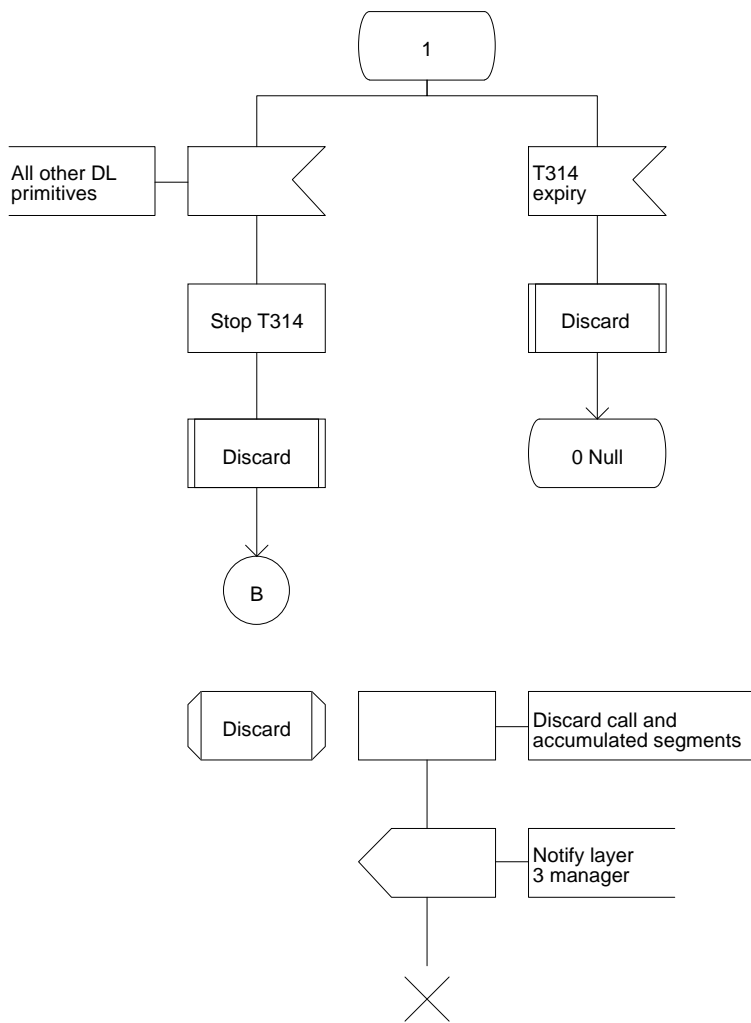 1
All other DL
primitives
T314
expiry
Stop T314
Discard
Discard
0 Null
B
Discard
Discard call and
accumulated segments
Notify layer
3 manager